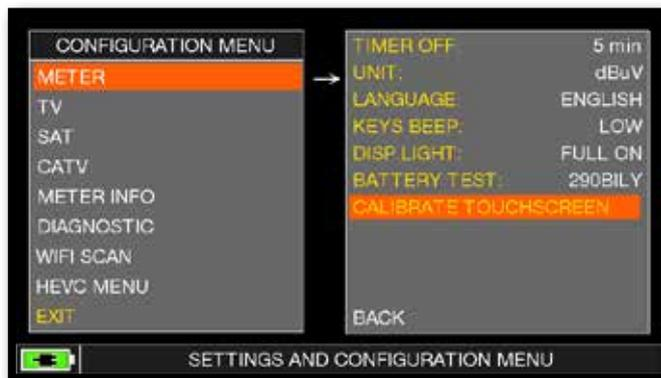 CONFIGURATION MENU
METER
TV
SAT
CATV
METER INFO
DIAGNOSTIC
WIFI SCAN
HEVC MENU
EXIT
→
TIMER OFF 5 min
UNIT: dBuV
LANGUAGE ENGLISH
KEYS BEEP: LOW
DISP.LIGHT: FULL ON
BATTERY TEST: 290BILY
CALIBRATE TOUCHSCREEN
BACK
SETTINGS AND CONFIGURATION MENU